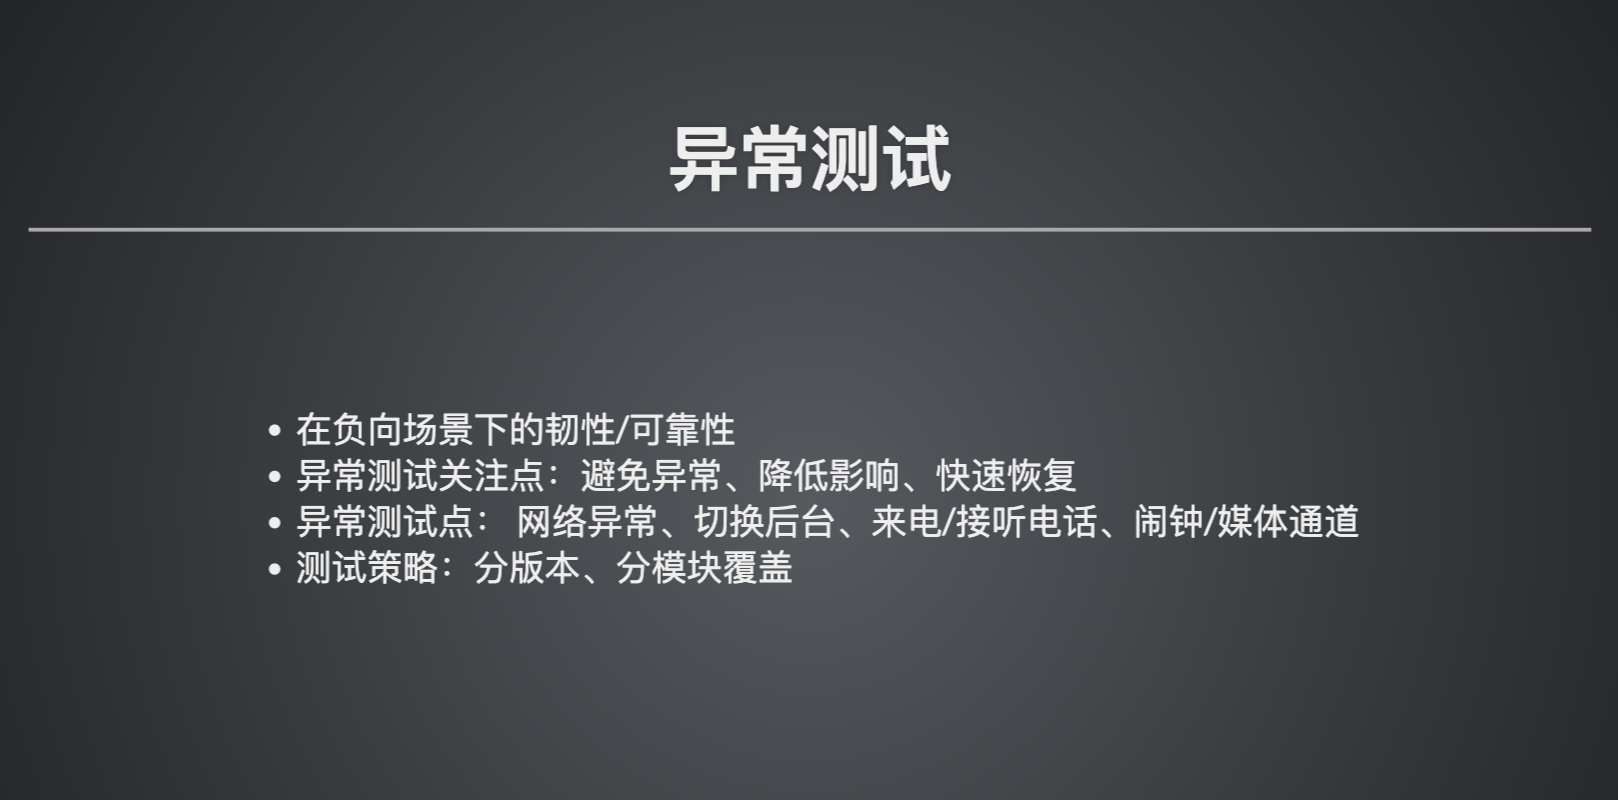 异常测试
在负向场景下的韧性/可靠性
异常测试关注点：避免异常、降低影响、快速恢复
异常测试点： 网络异常、切换后台、来电/接听电话、闹钟/媒体通道
测试策略：分版本、分模块覆盖